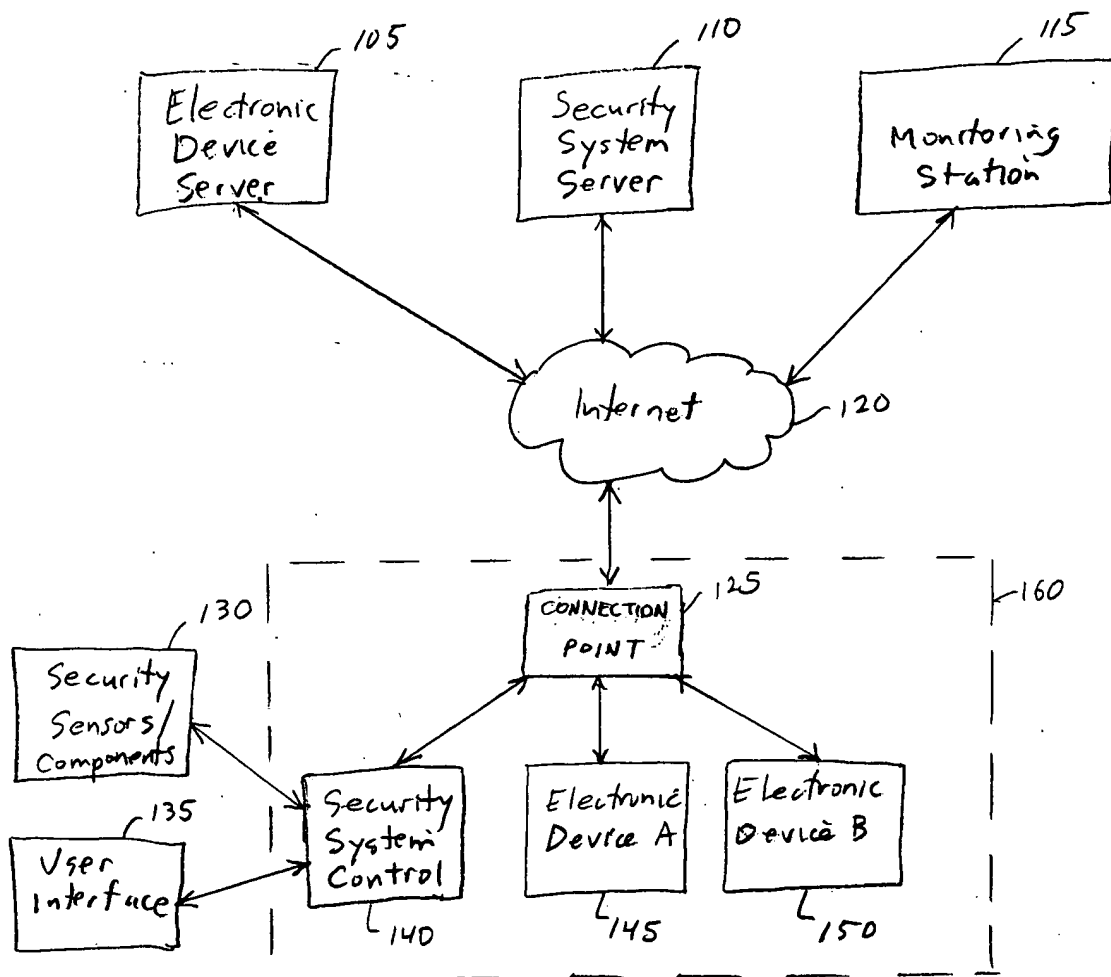 105
110
115
Electronic
Device
Server
Security
System
Server
Monitoring
Station
Internet
120
CONNECTION
POINT
125
160
130
Security
Sensors/
Components
135
User
Interface
Security
System
Control
140
Electronic
Device A
145
Electronic
Device B
150